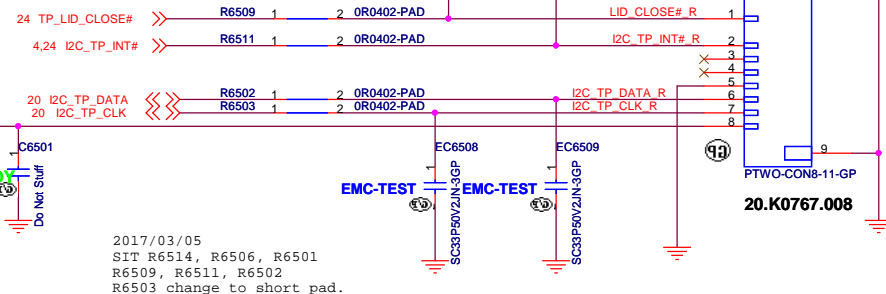 24 TP_LID_CLOSE# R6509 1 2 0R0402-PAD LID_CLOSE#_R 1
4,24 I2C_TP_INT# R6511 1 2 0R0402-PAD I2C_TP_INT#_R 2
3
4
5
20 I2C_TP_DATA R6502 1 2 0R0402-PAD I2C_TP_DATA_R 6
20 I2C_TP_CLK R6503 1 2 0R0402-PAD I2C_TP_CLK_R 7
8
C6501 EC6508 EC6509 9
1 1 1
PTWO-CON8-11-GP
Do Not Stuff
EMC-TEST SC33P50V2JN-3GP
EMC-TEST SC33P50V2JN-3GP
20.K0767.008
2017/03/05
SIT R6514, R6506, R6501
R6509, R6511, R6502
R6503 change to short pad.